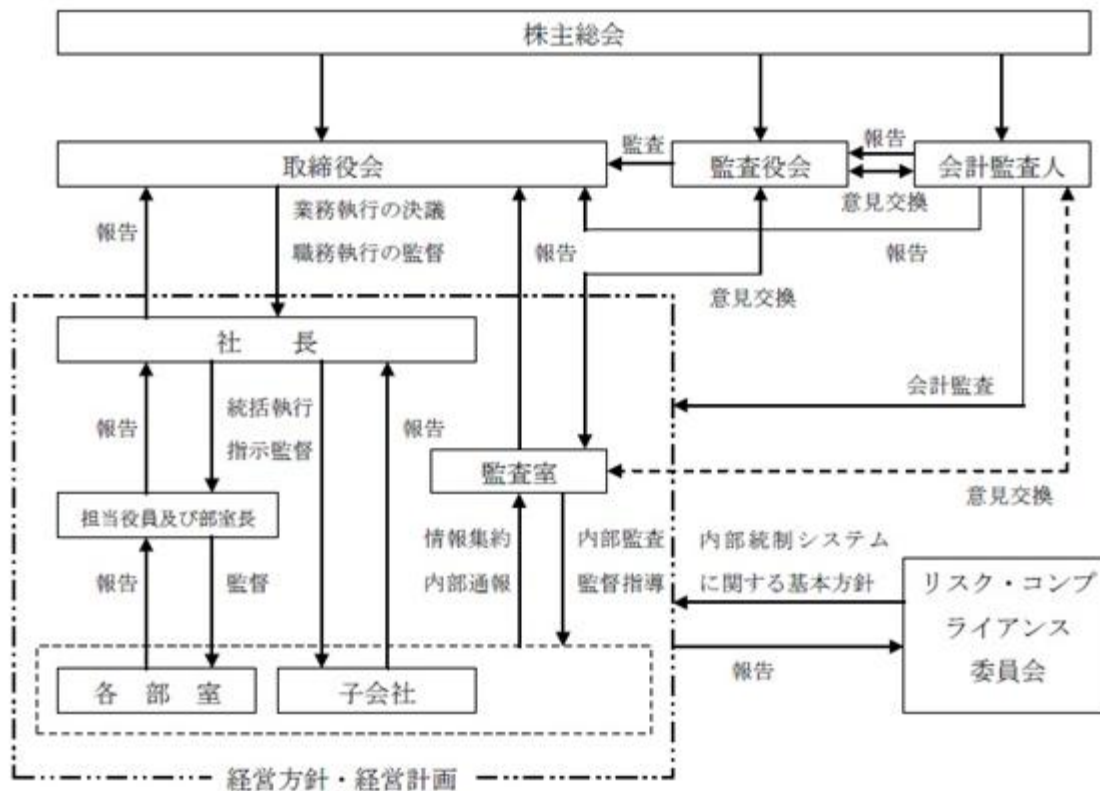 株主総会
監査
報告
取締役会
監査役会
会計監査人
意見交換
業務執行の決議
報告
職務執行の監督
報告
報告
意見交換
社　　長
会計監査
統括執行
報告
報告
指示監督
監査室
意見交換
担当役員及び部室長
情報集約
内部監査
内部統制システム
報告
監督
内部通報
監督指導
に関する基本方針
リスク・コンプ
ライアンス
委員会
報告
各　部　室
子会社
経営方針・経営計画